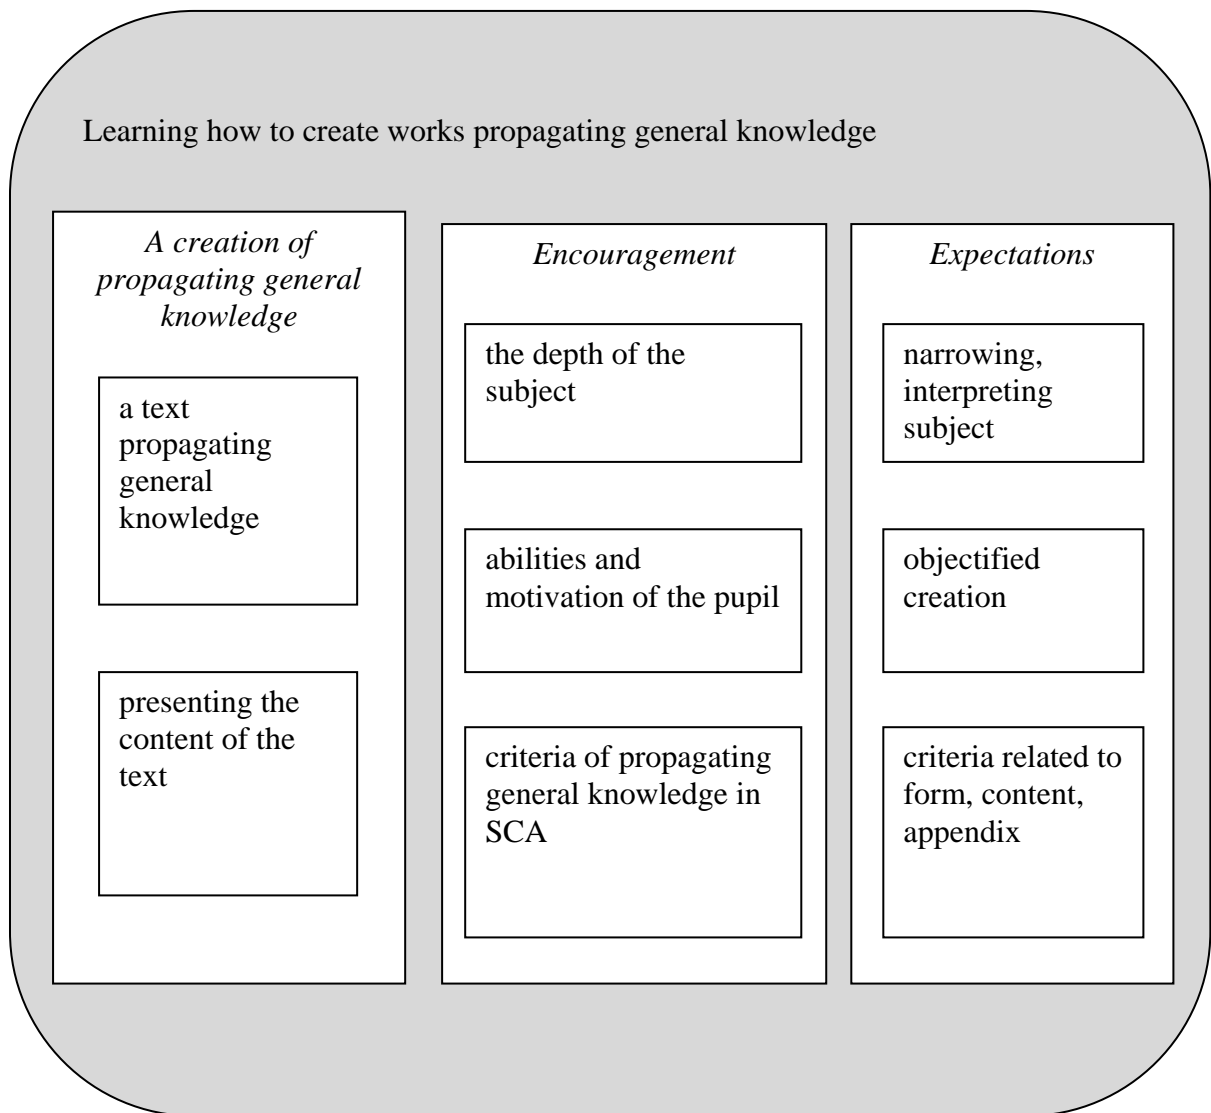 Learning how to create works propagating general knowledge
A creation of
propagating general
knowledge
a text
propagating
general
knowledge
presenting the
content of the
text
Encouragement
the depth of the
subject
abilities and
motivation of the pupil
criteria of propagating
general knowledge in
SCA
Expectations
narrowing,
interpreting
subject
objectified
creation
criteria related to
form, content,
appendix